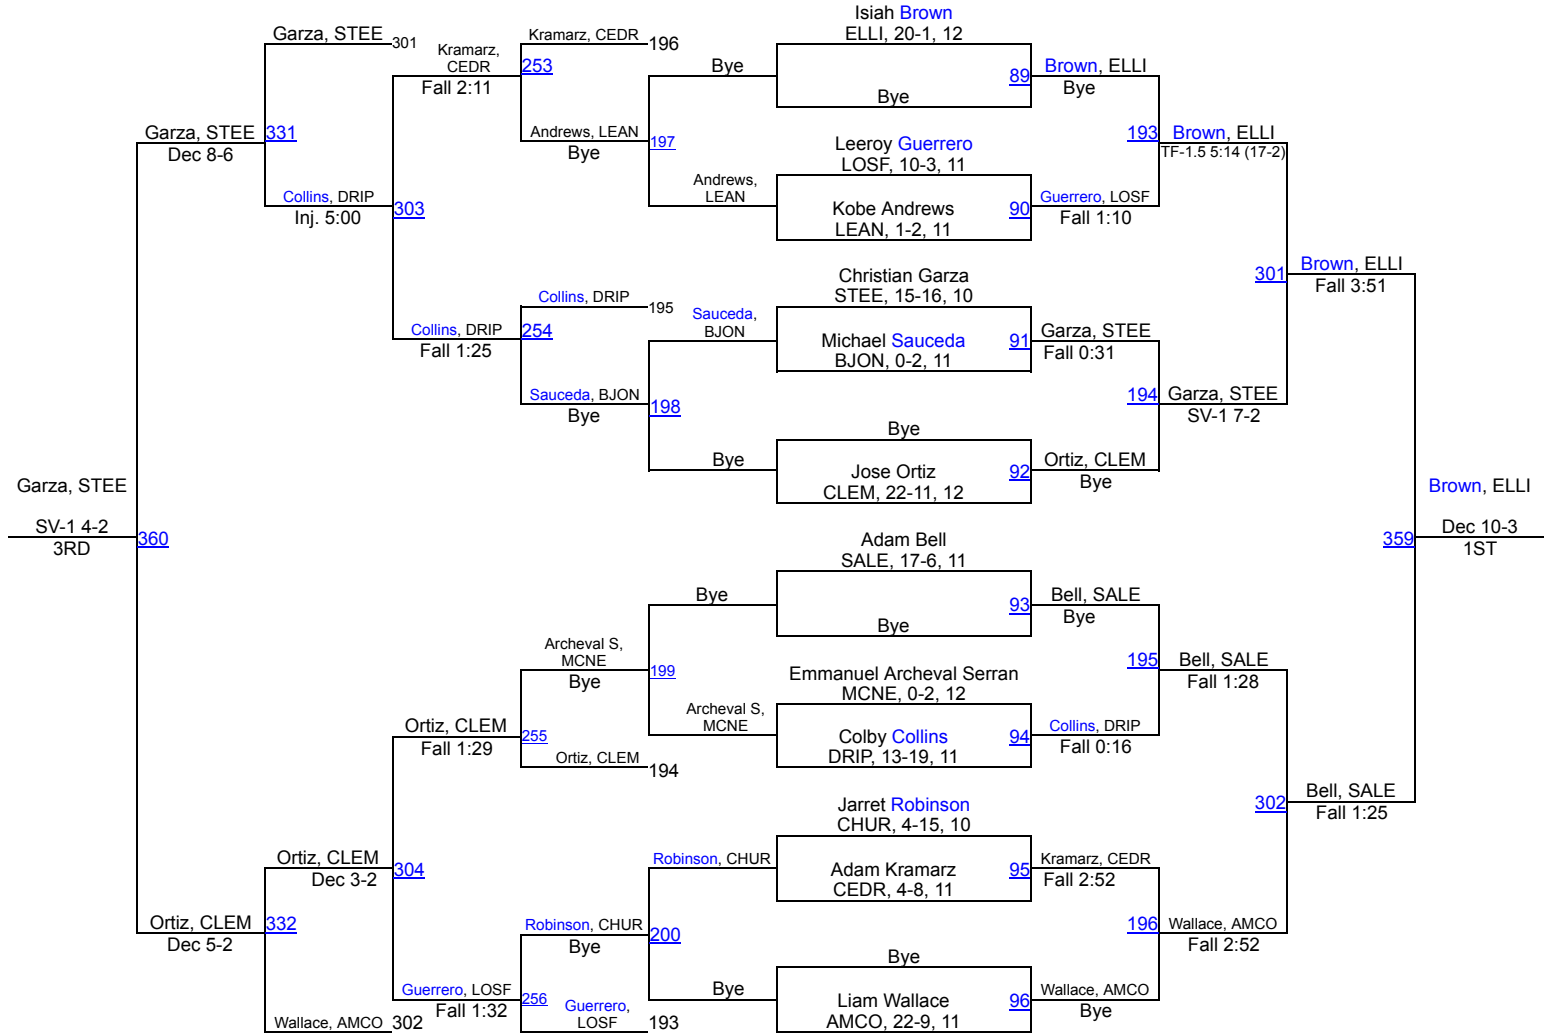 Isiah Brown
ELLI, 20-1, 12
Garza, STEE 301
Kramarz, CEDR 196
Kramarz,
CEDR
253
Fall 2:11
Bye
89
Brown, ELLI
Bye
Bye
Garza, STEE 331
Dec 8-6
Andrews, LEAN 197
Bye
Leeroy Guerrero
LOSF, 10-3, 11
193 Brown, ELLI
TF-1.5 5:14 (17-2)
Collins, DRIP 303
Inj. 5:00
Andrews,
LEAN
Kobe Andrews
LEAN, 1-2, 11
90
Guerrero, LOSF
Fall 1:10
Christian Garza
STEE, 15-16, 10
301 Brown, ELLI
Fall 3:51
Collins, DRIP 195
Collins, DRIP 254
Fall 1:25
Sauceda,
BJON
Michael Sauceda
BJON, 0-2, 11
91
Garza, STEE
Fall 0:31
Sauceda, BJON 198
Bye
194 Garza, STEE
SV-1 7-2
Bye
Bye
Jose Ortiz
CLEM, 22-11, 12
92
Ortiz, CLEM
Bye
Garza, STEE
SV-1 4-2
3RD
360
Brown, ELLI
359
Dec 10-3
1ST
Adam Bell
SALE, 17-6, 11
Bye
93
Bell, SALE
Bye
Bye
Archeval S,
MCNE
Bye
199
Emmanuel Archeval Serran
MCNE, 0-2, 12
195 Bell, SALE
Fall 1:28
Archeval S,
MCNE
Colby Collins
DRIP, 13-19, 11
94
Collins, DRIP
Fall 0:16
Ortiz, CLEM 255
Fall 1:29
Ortiz, CLEM 194
Jarret Robinson
CHUR, 4-15, 10
302 Bell, SALE
Fall 1:25
Ortiz, CLEM 304
Dec 3-2
Robinson, CHUR
Adam Kramarz
CEDR, 4-8, 11
95
Kramarz, CEDR
Fall 2:52
Ortiz, CLEM 332
Dec 5-2
Robinson, CHUR 200
Bye
196 Wallace, AMCO
Fall 2:52
Bye
Bye
Liam Wallace
AMCO, 22-9, 11
96
Wallace, AMCO
Bye
Guerrero, LOSF 256
Fall 1:32
Guerrero,
LOSF 193
Wallace, AMCO 302